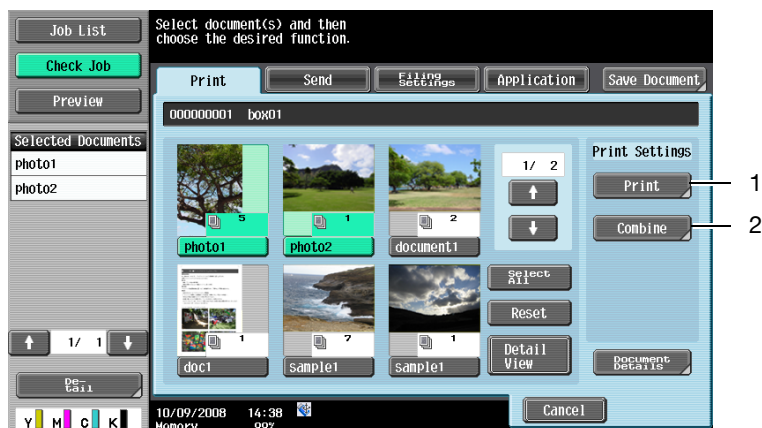 Job List
Check Job
Preview
Selected Documents
photo1
photo2
1/ 1
De-
tail
Y M C K
Select document(s) and then
choose the desired function.
Print
Send
Filing
Settings
Application
Save Document
000000001 box01
5
photo1
1
photo2
2
document1
1/ 2
1
doc1
7
sample1
1
sample1
Select
All
Reset
Detail
View
Print Settings
Print
1
Combine
2
Document
Details
10/09/2008 14:38
Memory 99%
Cancel